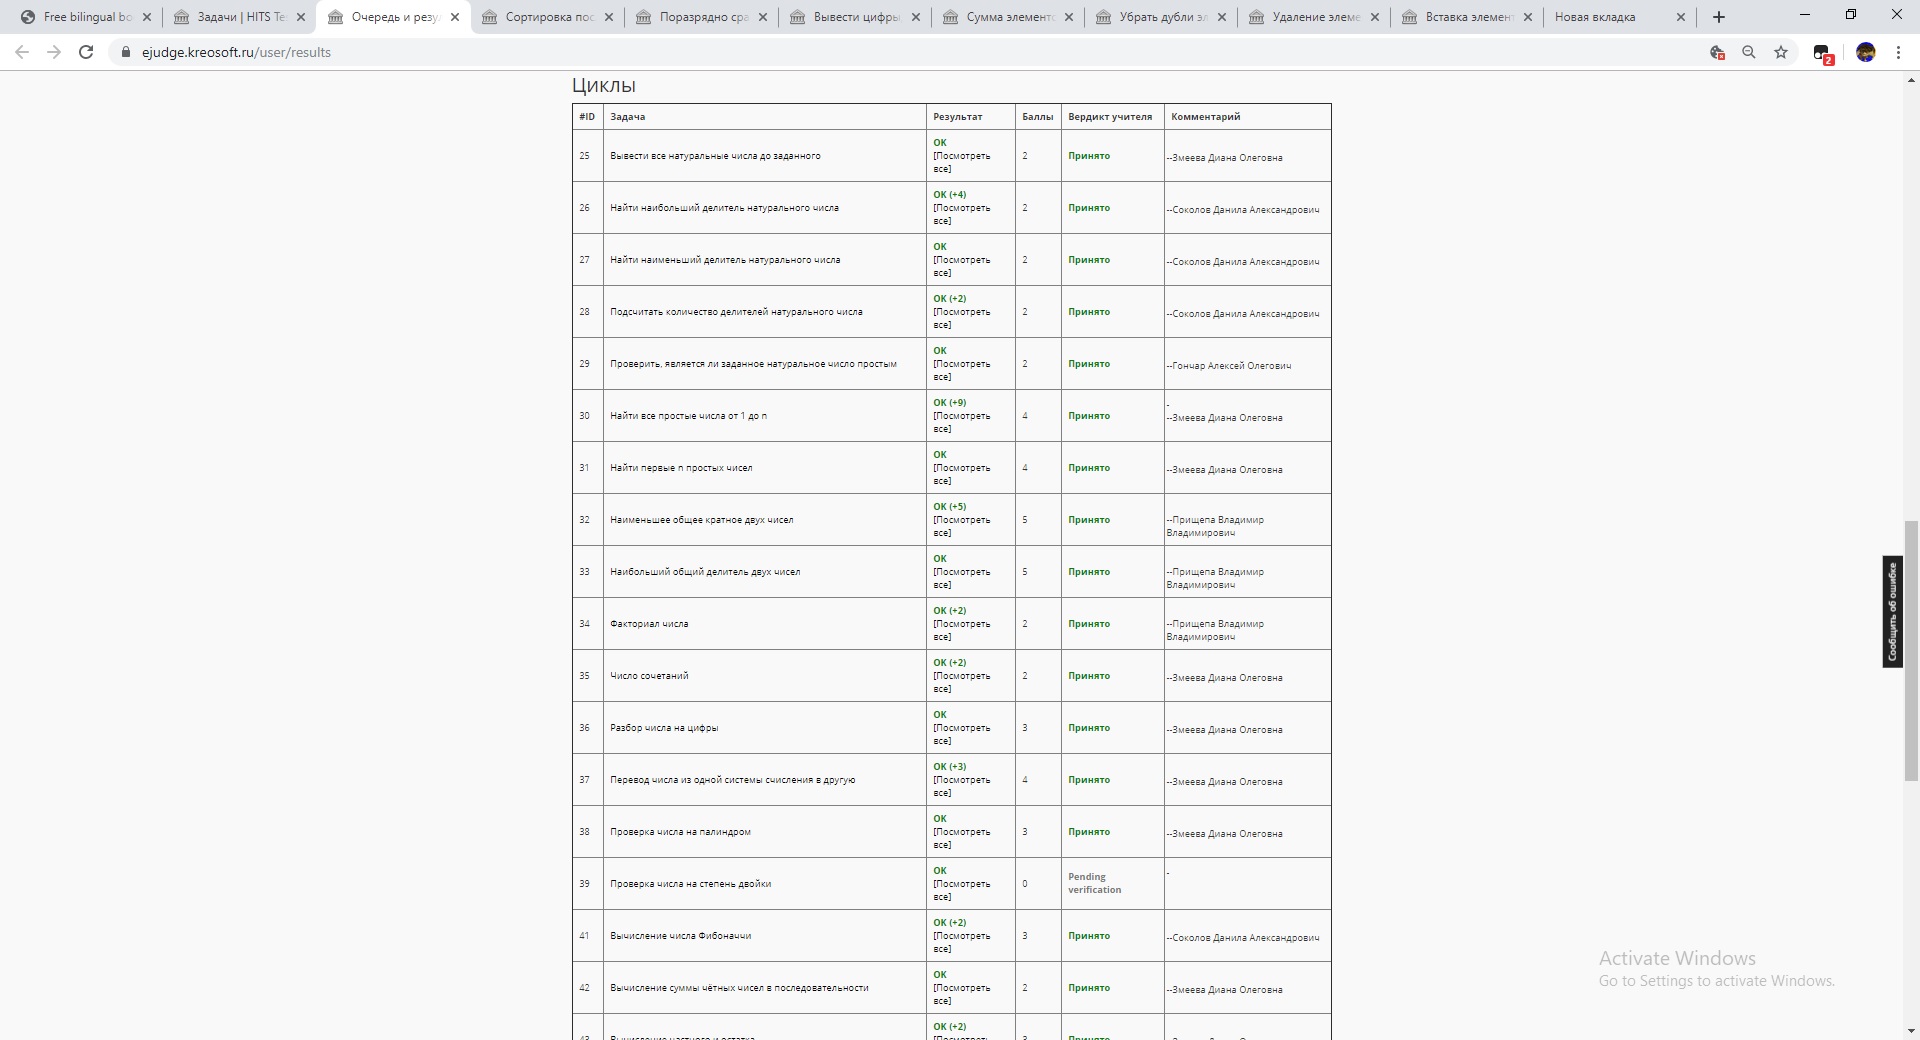 Free bilingual bo
Задачи | HITS Te
Очередь и резу
Сортировка пос
Поразрядно сра
Вывести цифры
Сумма элементо
Убрать дубли эл
Удаление элеме
Вставка элемент
Новая вкладка
ejudge.kreosoft.ru/user/results
2
Циклы
#ID Задача Результат Баллы Вердикт учителя Комментарий
25 Вывести все натуральные числа до заданного OK [Посмотреть все] 2 Принято --Змеева Диана Олеговна
26 Найти наибольший делитель натурального числа OK (+4) [Посмотреть все] 2 Принято --Соколов Данила Александрович
27 Найти наименьший делитель натурального числа OK [Посмотреть все] 2 Принято --Соколов Данила Александрович
28 Подсчитать количество делителей натурального числа OK (+2) [Посмотреть все] 2 Принято --Соколов Данила Александрович
29 Проверить, является ли заданное натуральное число простым OK [Посмотреть все] 2 Принято --Гончар Алексей Олегович
30 Найти все простые числа от 1 до n OK (+9) [Посмотреть все] 4 Принято - --Змеева Диана Олеговна
31 Найти первые n простых чисел OK [Посмотреть все] 4 Принято --Змеева Диана Олеговна
32 Наименьшее общее кратное двух чисел OK (+5) [Посмотреть все] 5 Принято --Прищепа Владимир Владимирович
33 Наибольший общий делитель двух чисел OK [Посмотреть все] 5 Принято --Прищепа Владимир Владимирович
34 Факториал числа OK (+2) [Посмотреть все] 2 Принято --Прищепа Владимир Владимирович
35 Число сочетаний OK (+2) [Посмотреть все] 2 Принято --Змеева Диана Олеговна
36 Разбор числа на цифры OK [Посмотреть все] 3 Принято --Змеева Диана Олеговна
37 Перевод числа из одной системы счисления в другую OK (+3) [Посмотреть все] 4 Принято --Змеева Диана Олеговна
38 Проверка числа на палиндром OK [Посмотреть все] 3 Принято --Змеева Диана Олеговна
39 Проверка числа на степень двойки OK [Посмотреть все] 0 Pending verification -
41 Вычисление числа Фибоначчи OK (+2) [Посмотреть все] 3 Принято --Соколов Данила Александрович
42 Вычисление суммы чётных чисел в последовательности OK [Посмотреть все] 2 Принято --Змеева Диана Олеговна
OK (+2)
Сообщить об ошибке
Activate Windows
Go to Settings to activate Windows.